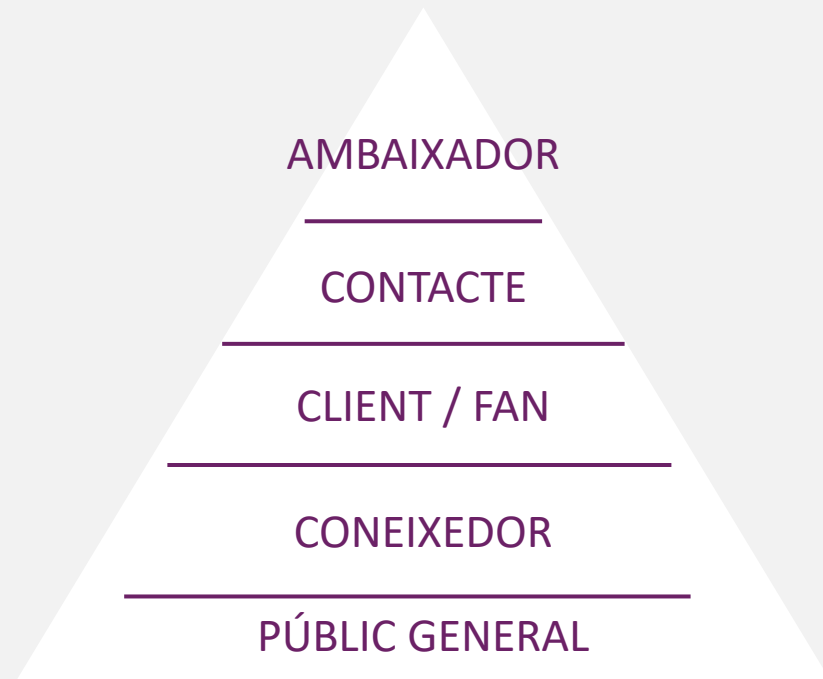 AMBAIXADOR
CONTACTE
CLIENT / FAN
CONEIXEDOR
PÚBLIC GENERAL